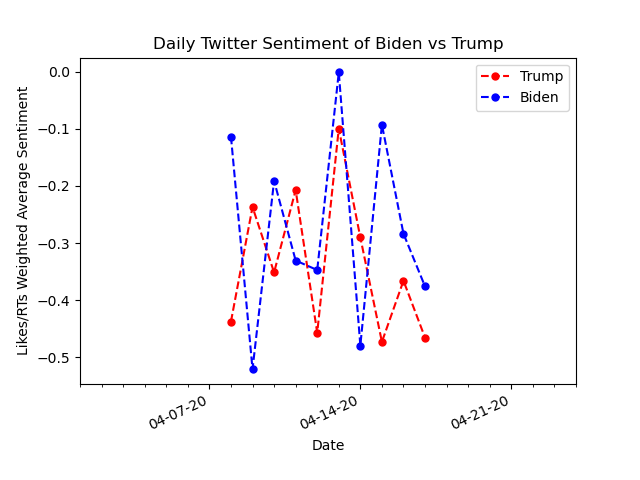 Daily Twitter Sentiment of Biden vs Trump
Trump
Biden
Likes/RTs Weighted Average Sentiment
0.0
−0.1
−0.2
−0.3
−0.4
−0.5
04-07-20
04-14-20
04-21-20
Date